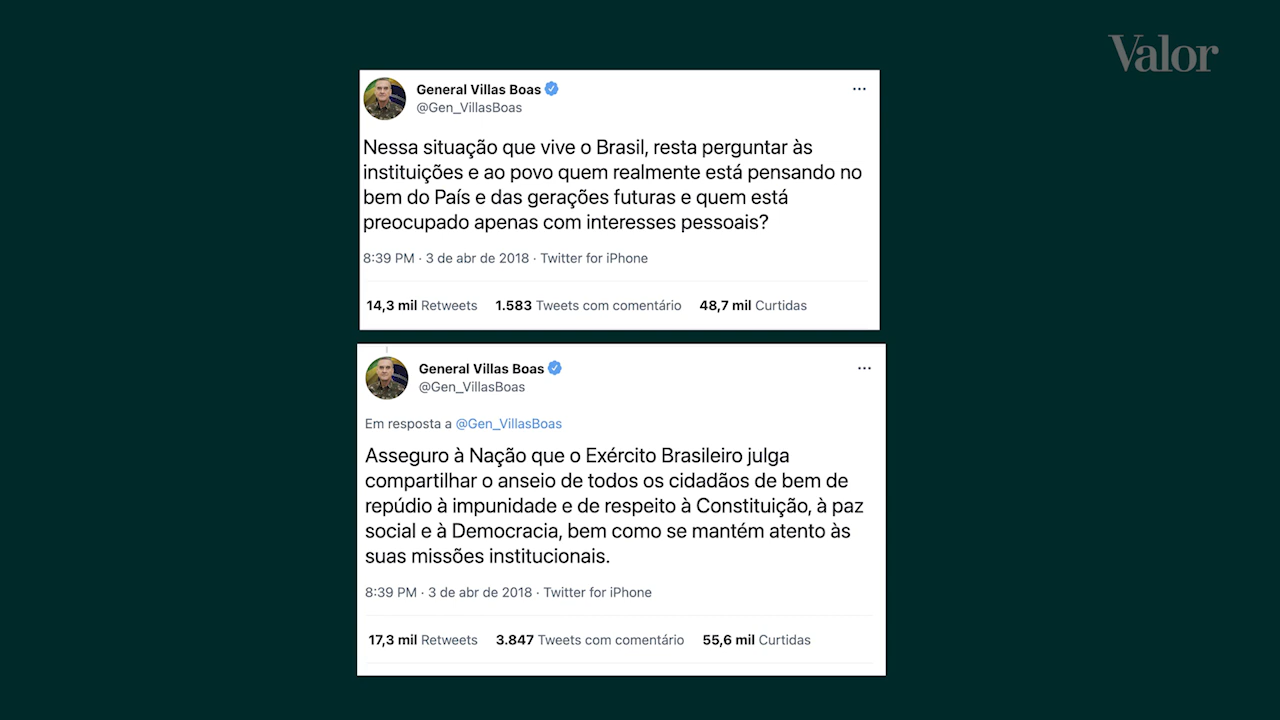 Valor
General Villas Boas
@Gen_VillasBoas
Nessa situação que vive o Brasil, resta perguntar às
instituições e ao povo quem realmente está pensando no
bem do País e das gerações futuras e quem está
preocupado apenas com interesses pessoais?
8:39 PM · 3 de abr de 2018 · Twitter for iPhone
14,3 mil Retweets 1.583 Tweets com comentário 48,7 mil Curtidas
General Villas Boas
@Gen_VillasBoas
Em resposta a @Gen_VillasBoas
Asseguro à Nação que o Exército Brasileiro julga
compartilhar o anseio de todos os cidadãos de bem de
repúdio à impunidade e de respeito à Constituição, à paz
social e à Democracia, bem como se mantém atento às
suas missões institucionais.
8:39 PM · 3 de abr de 2018 · Twitter for iPhone
17,3 mil Retweets 3.847 Tweets com comentário 55,6 mil Curtidas